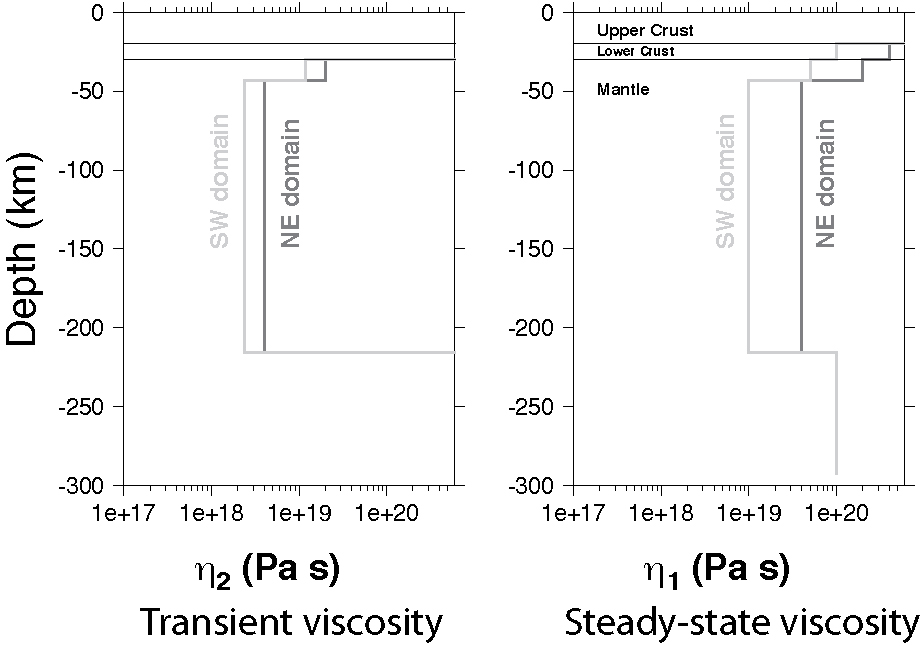 0
-50
-100
-150
-200
-250
-300
Depth (km)
SW domain
NE domain
1e+17 1e+18 1e+19 1e+20
η2 (Pa s)
Transient viscosity
0
-50
-100
-150
-200
-250
-300
Upper Crust
Lower Crust
Mantle
SW domain
NE domain
1e+17 1e+18 1e+19 1e+20
η1 (Pa s)
Steady-state viscosity